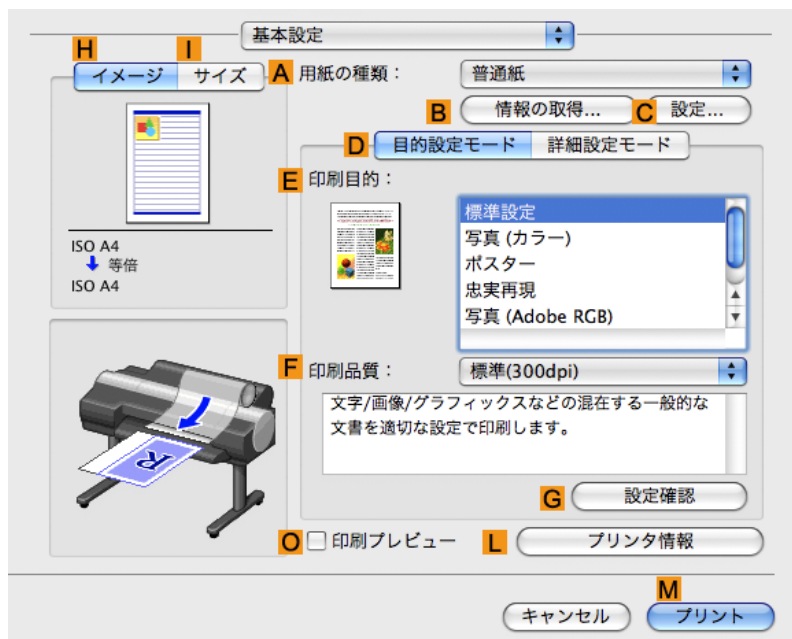 基本設定
H
I
イメージ
サイズ
A 用紙の種類：
普通紙
B 情報の取得...
C 設定...
D 目的設定モード
詳細設定モード
E 印刷目的：
標準設定
写真 (カラー)
ポスター
忠実再現
写真 (Adobe RGB)
ISO A4
等倍
ISO A4
F 印刷品質：
標準(300dpi)
文字/画像/グラフィックスなどの混在する一般的な
文書を適切な設定で印刷します。
R
G 設定確認
O 印刷プレビュー
L プリンタ情報
キャンセル
M
プリント